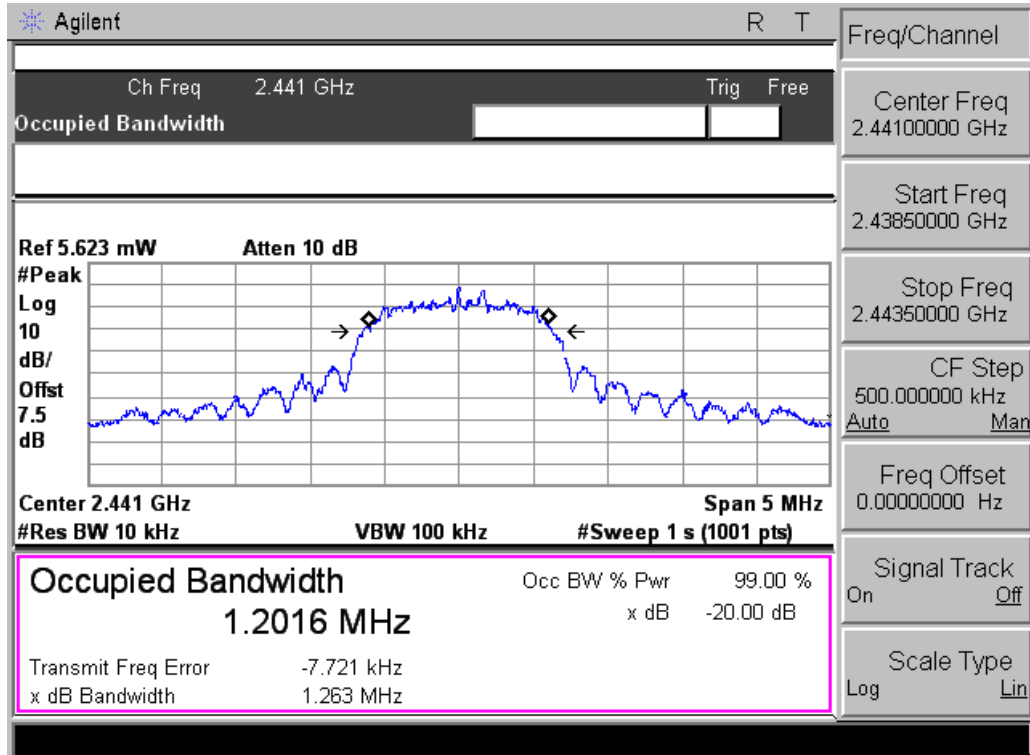 Agilent R T
Ch Freq 2.441 GHz Trig Free
Occupied Bandwidth
Ref 5.623 mW Atten 10 dB
#Peak
Log
10
dB/
Offst
7.5
dB
Center 2.441 GHz Span 5 MHz
#Res BW 10 kHz VBW 100 kHz #Sweep 1 s (1001 pts)
Occupied Bandwidth Occ BW % Pwr 99.00 %
1.2016 MHz x dB -20.00 dB
Transmit Freq Error -7.721 kHz
x dB Bandwidth 1.263 MHz
Freq/Channel
Center Freq
2.44100000 GHz
Start Freq
2.43850000 GHz
Stop Freq
2.44350000 GHz
CF Step
500.000000 kHz
Auto Man
Freq Offset
0.00000000 Hz
Signal Track
On Off
Scale Type
Log Lin